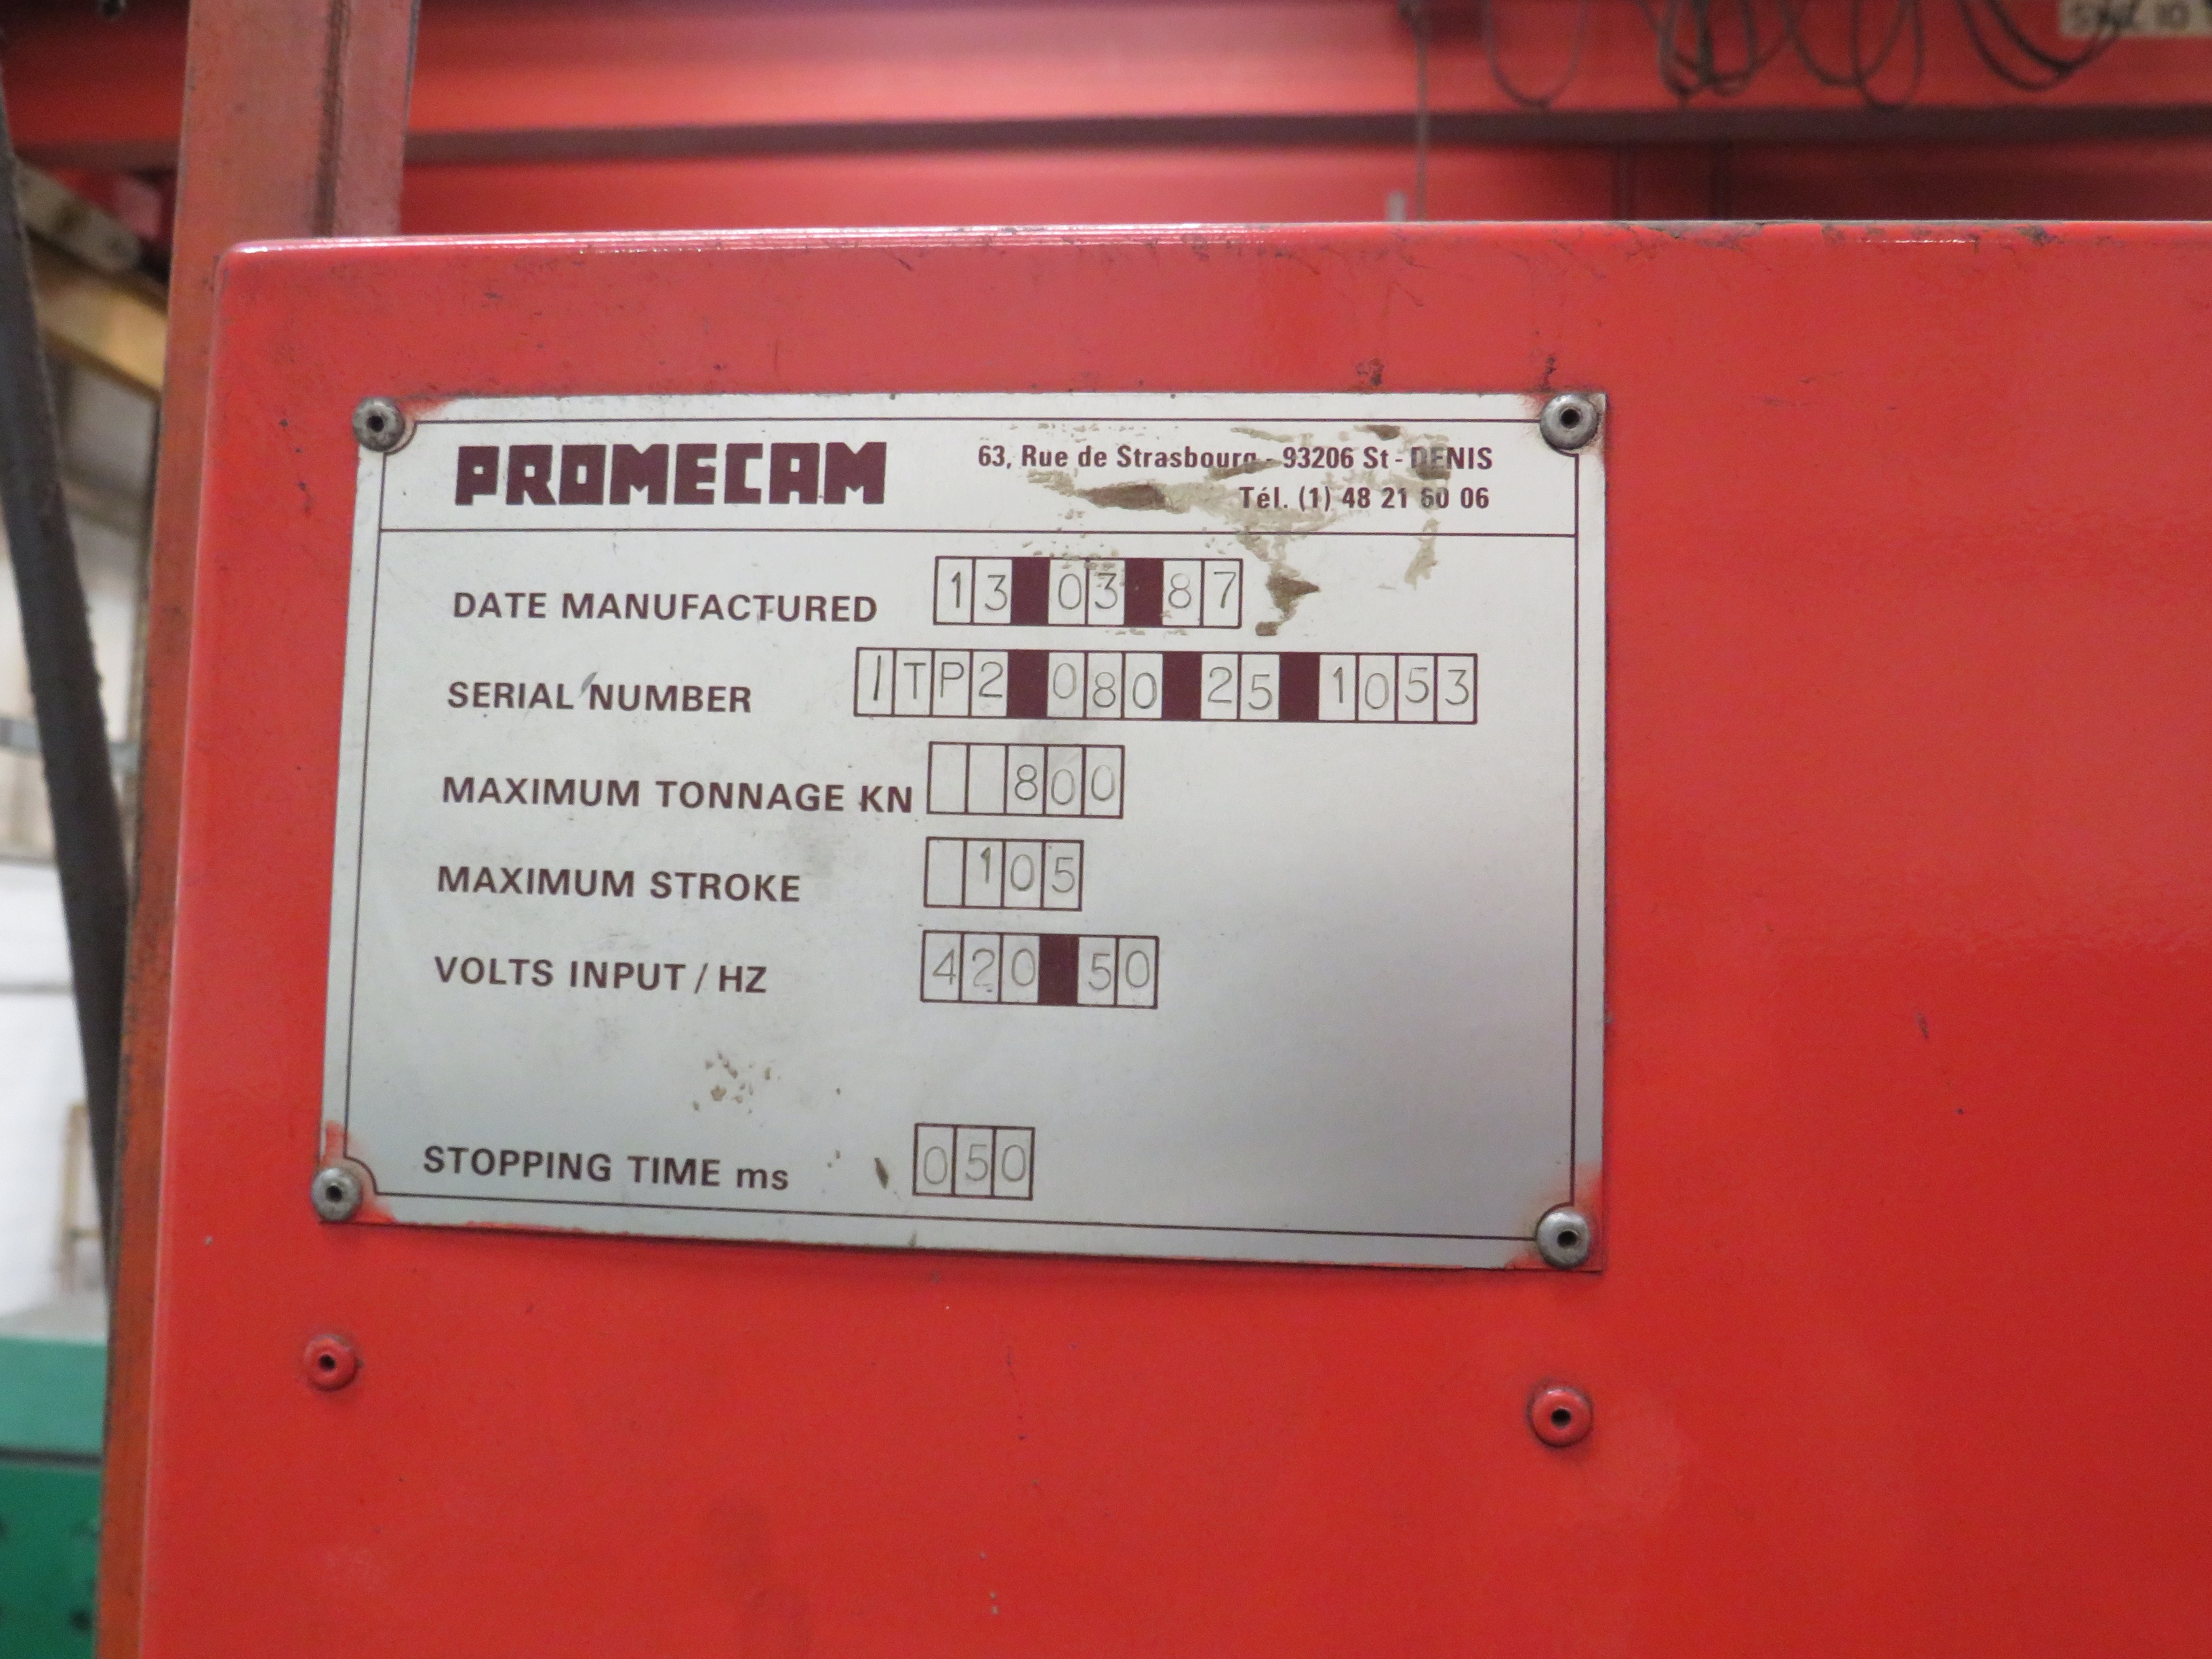 PROMECAM
63, Rue de Strasbourg - 93206 St - DENIS
Tél. (1) 48 21 60 06
DATE MANUFACTURED 13 03 87
SERIAL NUMBER ITP2 080 25 1053
MAXIMUM TONNAGE KN 800
MAXIMUM STROKE 105
VOLTS INPUT / HZ 420 50
STOPPING TIME ms 050